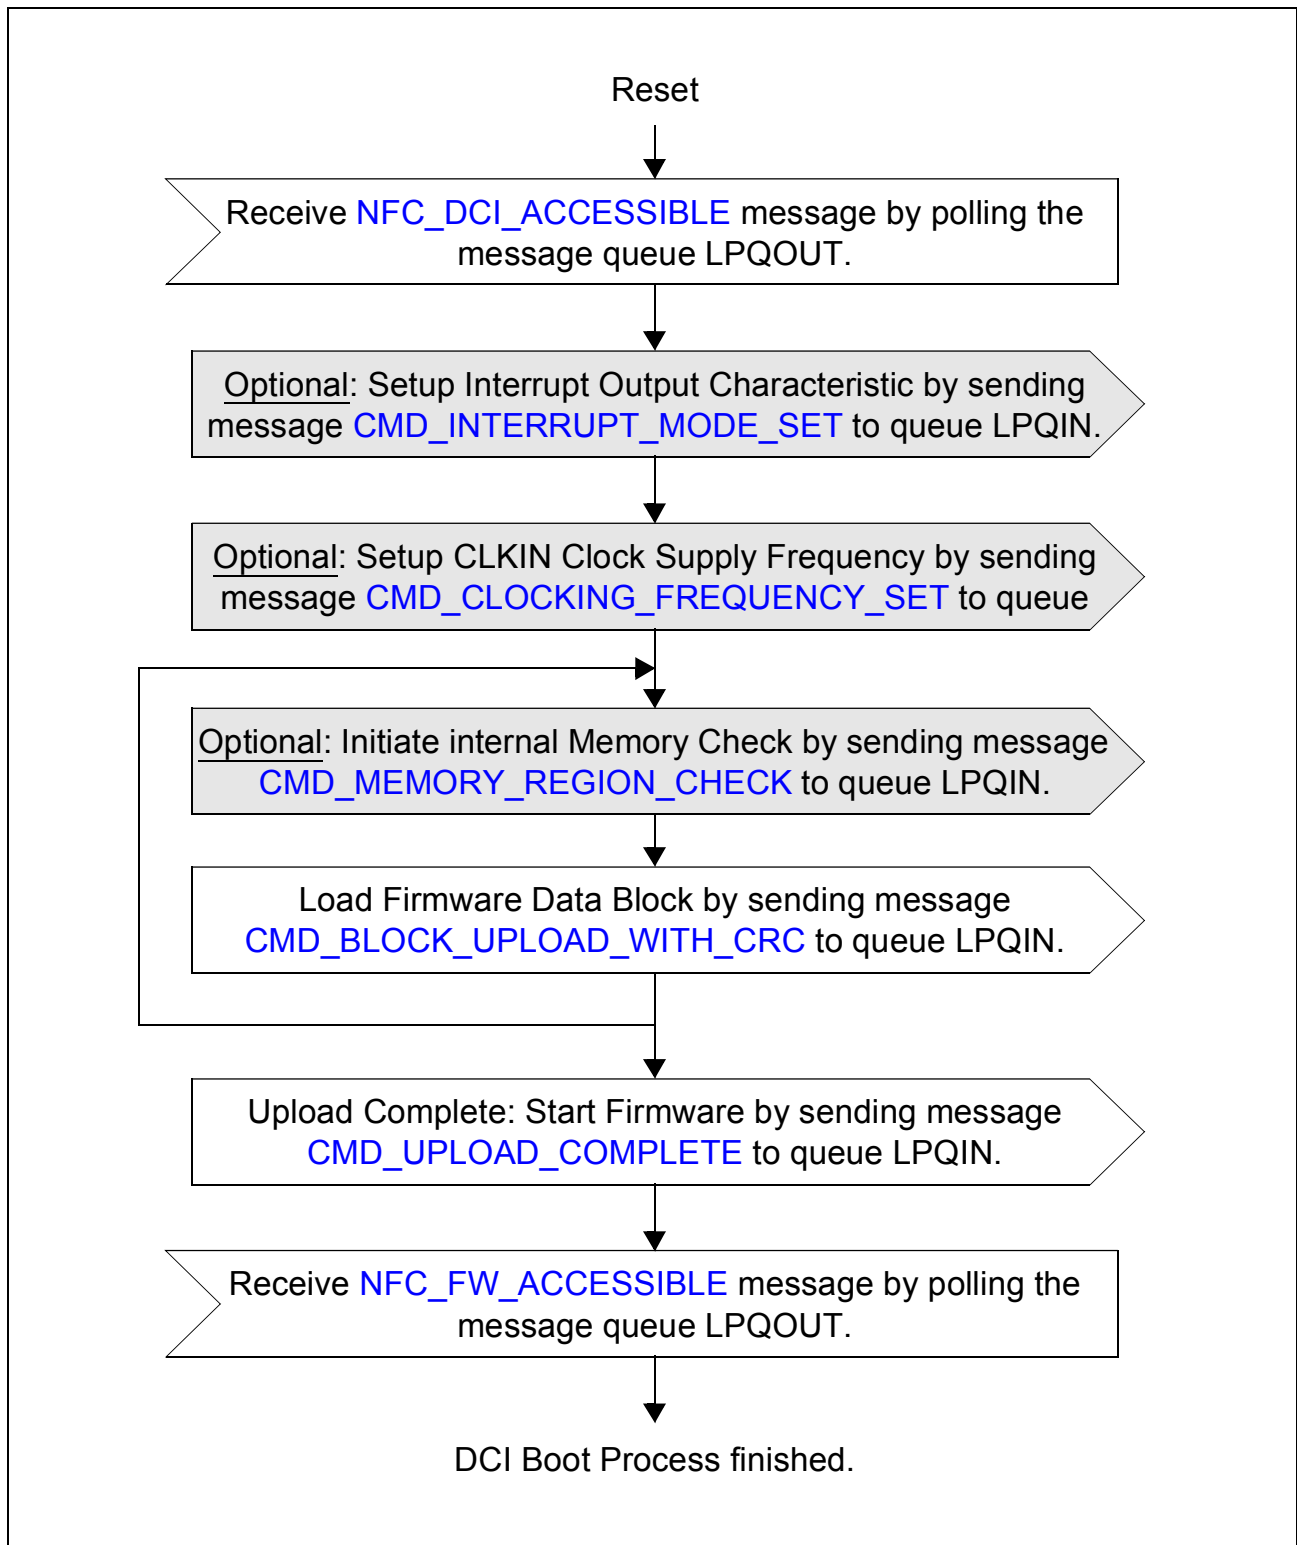 Reset
Receive NFC_DCI_ACCESSIBLE message by polling the
message queue LPQOUT.
Optional: Setup Interrupt Output Characteristic by sending
message CMD_INTERRUPT_MODE_SET to queue LPQIN.
Optional: Setup CLKIN Clock Supply Frequency by sending
message CMD_CLOCKING_FREQUENCY_SET to queue
Optional: Initiate internal Memory Check by sending message
CMD_MEMORY_REGION_CHECK to queue LPQIN.
Load Firmware Data Block by sending message
CMD_BLOCK_UPLOAD_WITH_CRC to queue LPQIN.
Upload Complete: Start Firmware by sending message
CMD_UPLOAD_COMPLETE to queue LPQIN.
Receive NFC_FW_ACCESSIBLE message by polling the
message queue LPQOUT.
DCI Boot Process finished.